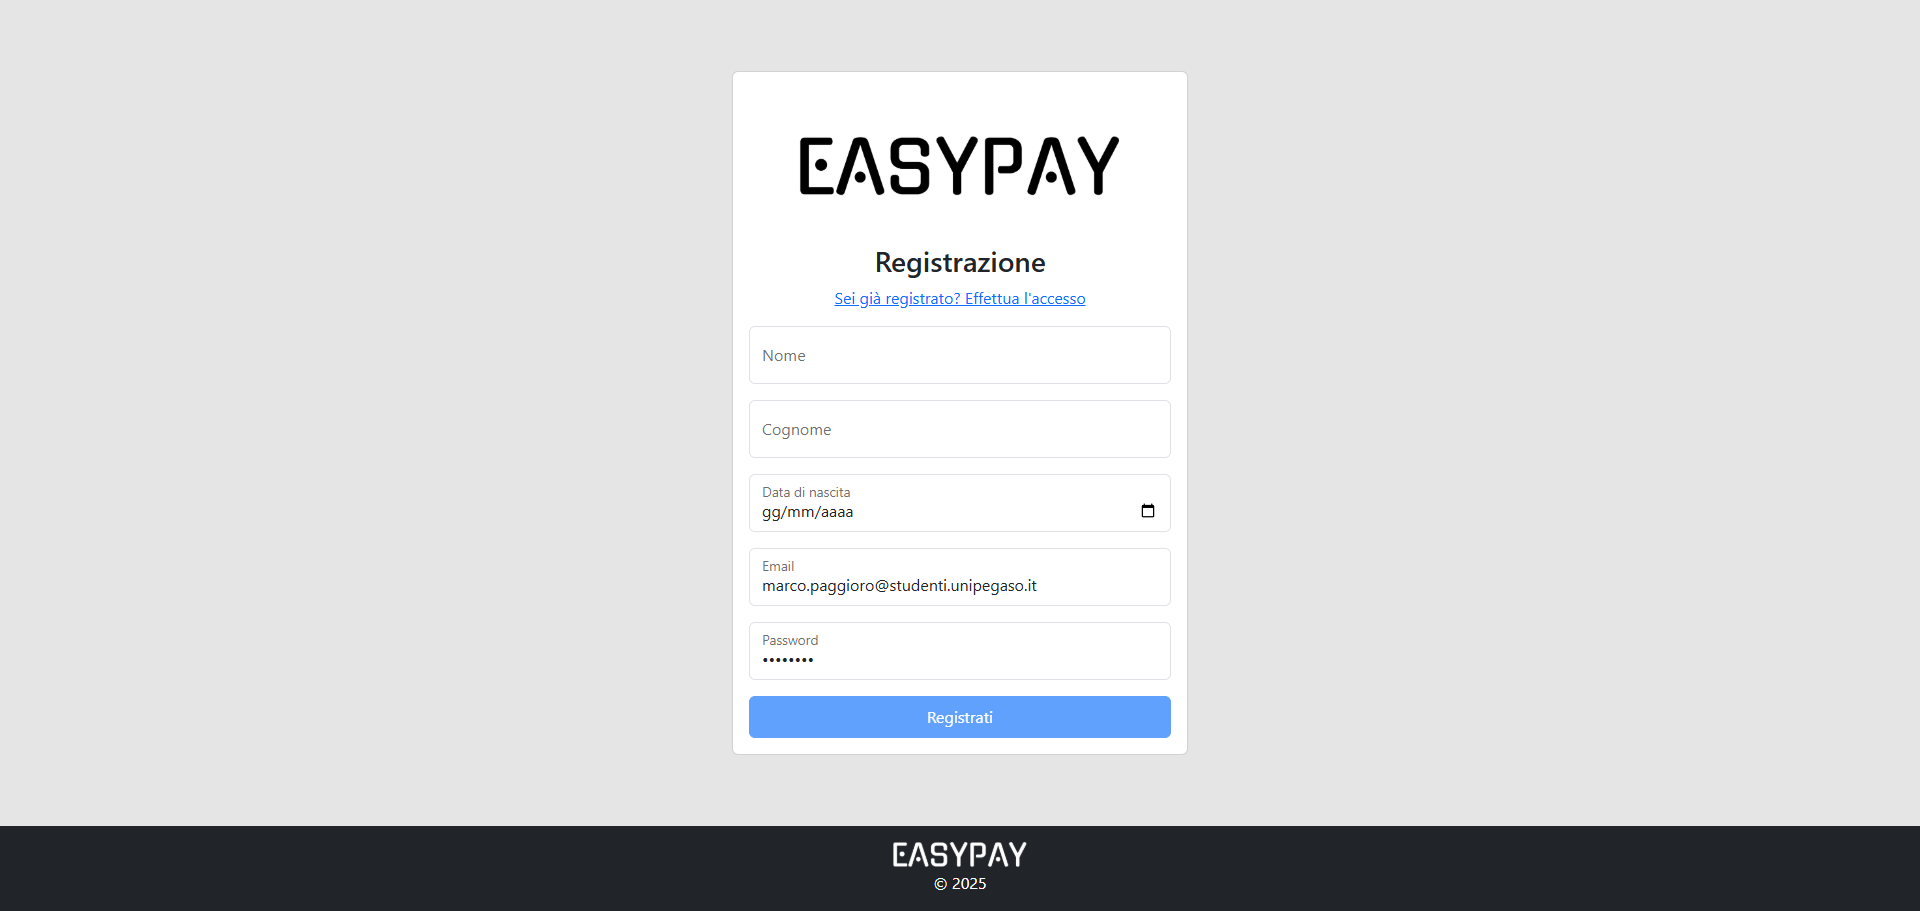 EASYPAY
Registrazione
Sei già registrato? Effettua l'accesso
Nome
Cognome
Data di nascita
gg/mm/aaaa
Email
marco.paggioro@studenti.unipegaso.it
Password
••••••••
Registrati
EASYPAY
© 2025